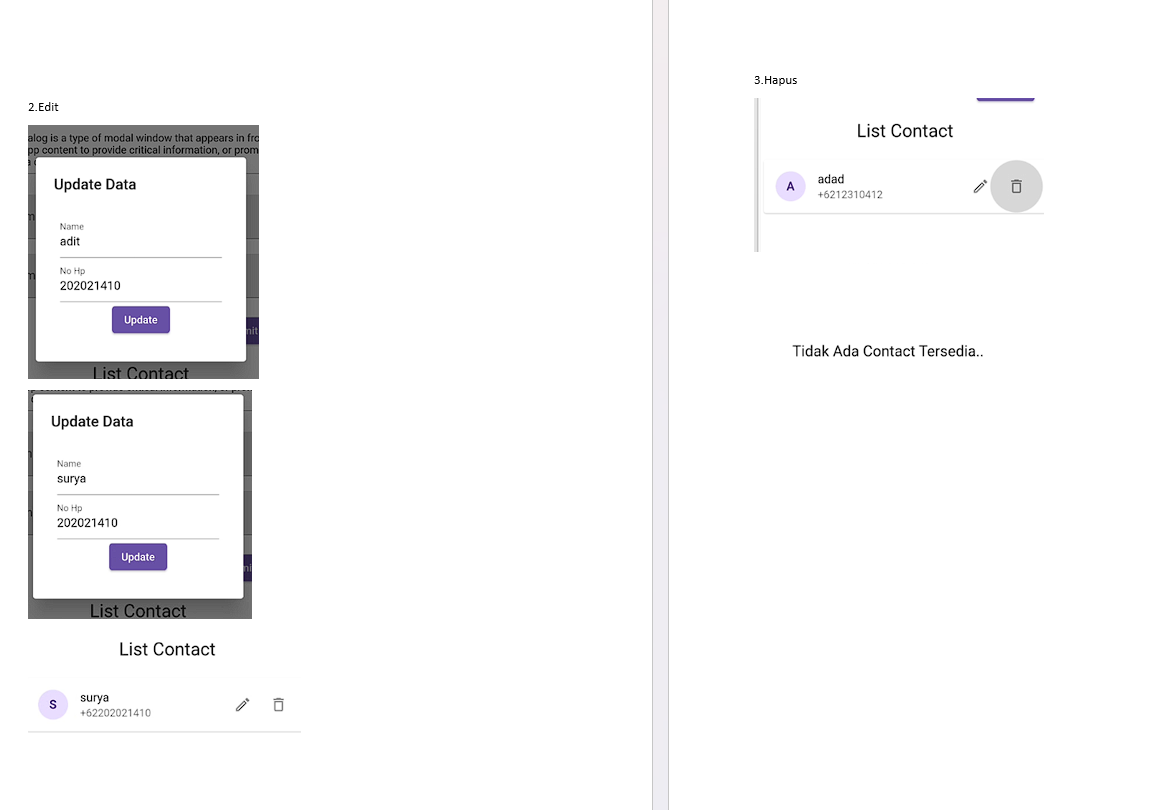 2.Edit
alog is a type of modal window that appears in fro
pp content to provide critical information, or prom
Update Data
Name
adit
No Hp
202021410
Update
mit
List Contact
Update Data
Name
surya
No Hp
202021410
Update
List Contact
List Contact
S
surya
+62202021410
3.Hapus
List Contact
A
adad
+6212310412
Tidak Ada Contact Tersedia..